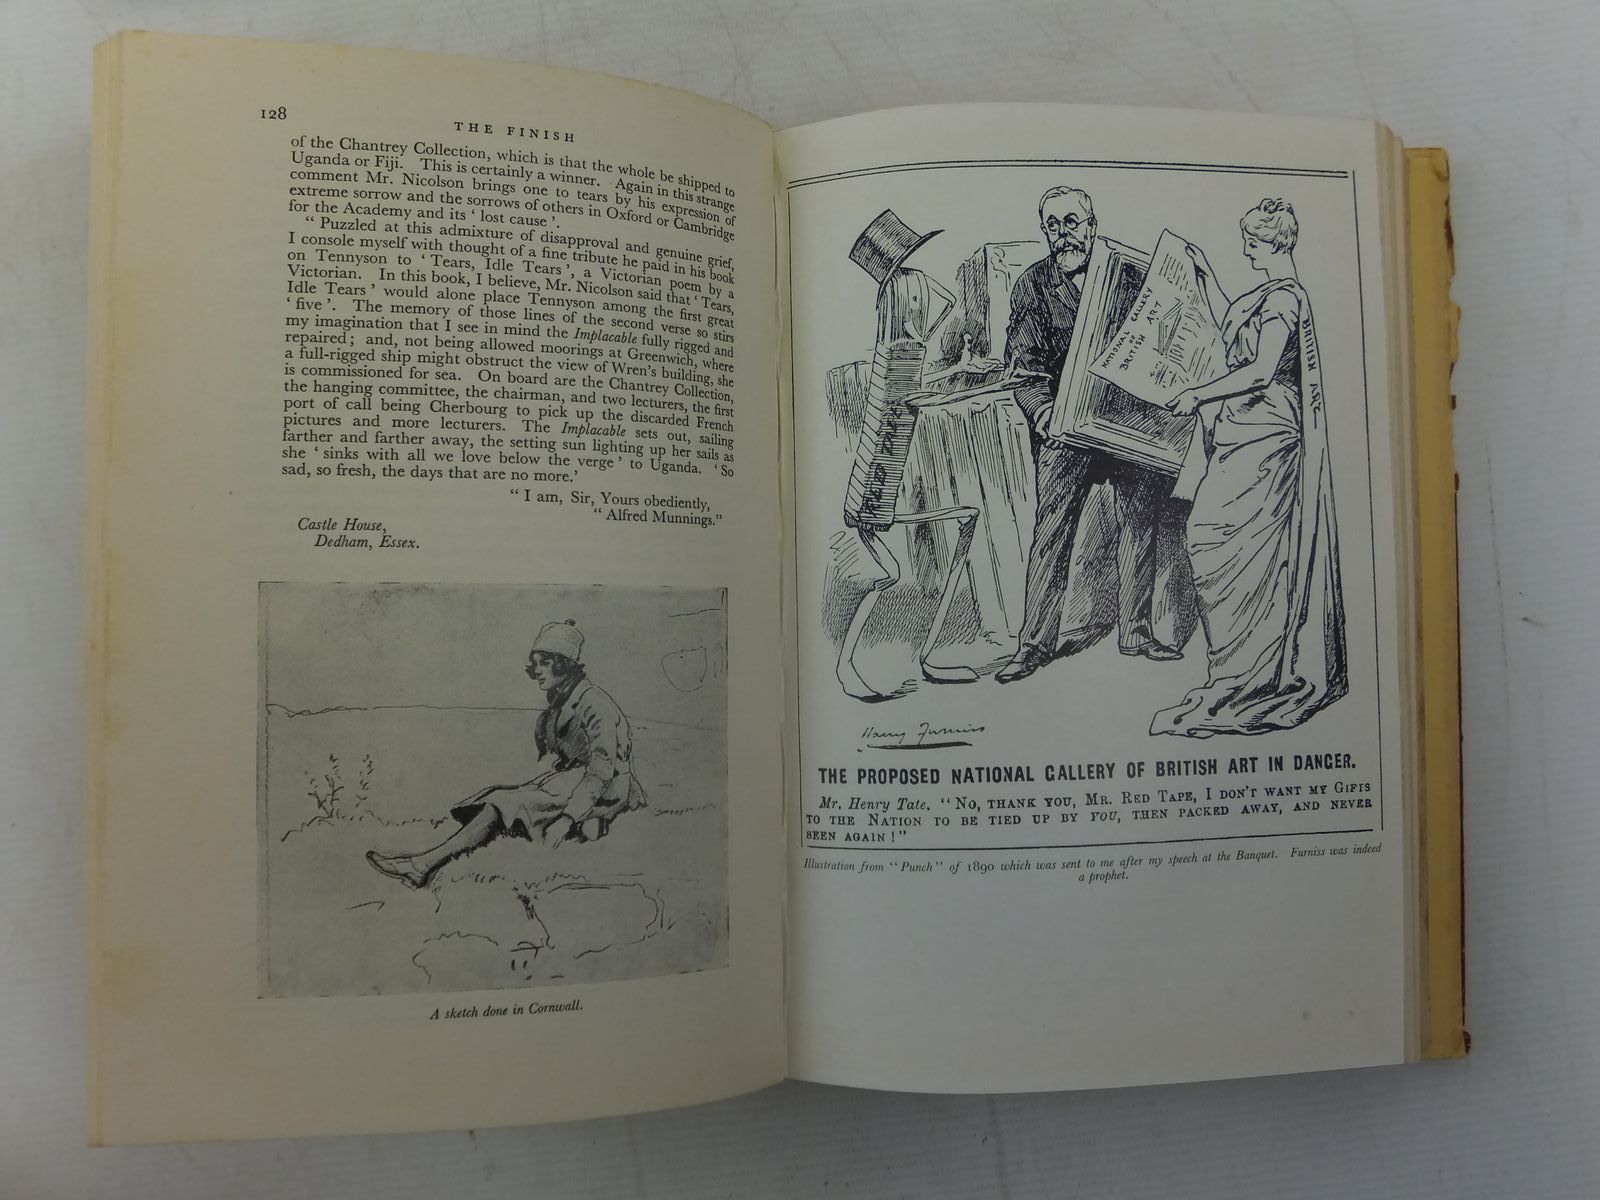 128
THE FINISH
of the Chantrey Collection, which is that the whole be shipped to
Uganda or Fiji. This is certainly a winner. Again in this strange
comment Mr. Nicolson brings one to tears by his expression of
extreme sorrow and the sorrows of others in Oxford or Cambridge
for the Academy and its ‘ lost cause ’.
“ Puzzled at this admixture of disapproval and genuine grief,
I console myself with thought of a fine tribute he paid in his book
on Tennyson to ‘ Tears, Idle Tears ’, a Victorian poem by a
Victorian. In this book, I believe, Mr. Nicolson said that ‘ Tears,
Idle Tears ’ would alone place Tennyson among the first great
‘ five ’. The memory of those lines of the second verse so stirs
my imagination that I see in mind the Implacable fully rigged and
repaired ; and, not being allowed moorings at Greenwich, where
a full-rigged ship might obstruct the view of Wren's building, she
is commissioned for sea. On board are the Chantrey Collection,
the hanging committee, the chairman, and two lecturers, the first
port of call being Cherbourg to pick up the discarded French
pictures and more lecturers. The Implacable sets out, sailing
farther and farther away, the setting sun lighting up her sails as
she ‘ sinks with all we love below the verge ’ to Uganda. ‘ So
sad, so fresh, the days that are no more.’
“ I am, Sir, Yours obediently,
“ Alfred Munnings.”
Castle House,
Dedham, Essex.
A sketch done in Cornwall.
NATIONAL GALLERY
OF
BRITISH ART
BRITISH ART
RED TAPE
Harry Furniss
THE PROPOSED NATIONAL GALLERY OF BRITISH ART IN DANGER.
Mr. Henry Tate. “ No, THANK YOU, MR. RED TAPE, I DON'T WANT MY GIFTS
TO THE NATION TO BE TIED UP BY YOU, THEN PACKED AWAY, AND NEVER
SEEN AGAIN ! ”
Illustration from “ Punch ” of 1890 which was sent to me after my speech at the Banquet. Furniss was indeed
a prophet.